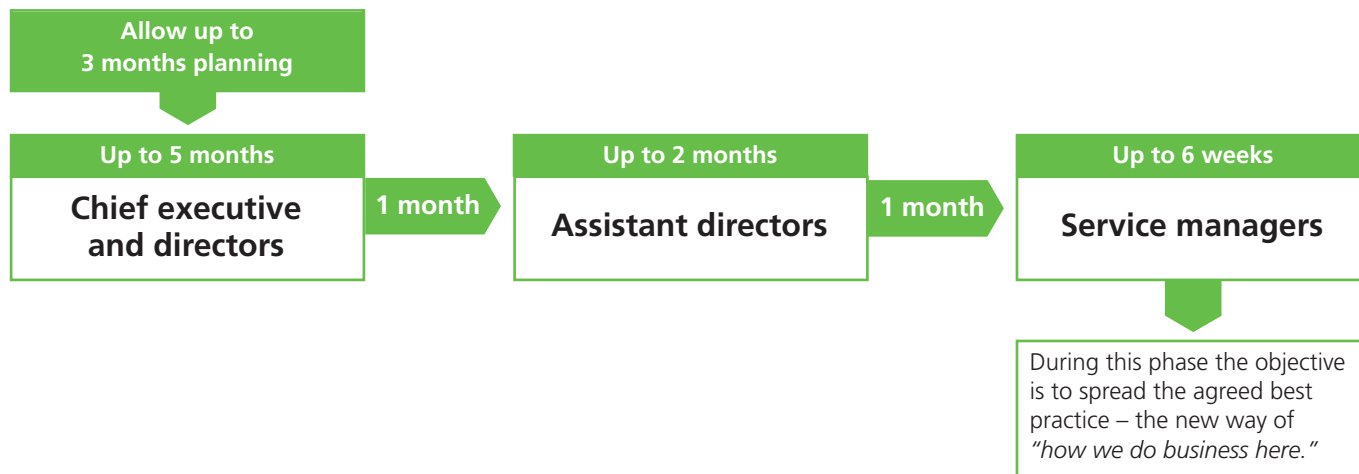 Allow up to
3 months planning
Up to 5 months
Chief executive
and directors
1 month
Up to 2 months
Assistant directors
1 month
Up to 6 weeks
Service managers
During this phase the objective
is to spread the agreed best
practice – the new way of
“how we do business here.”